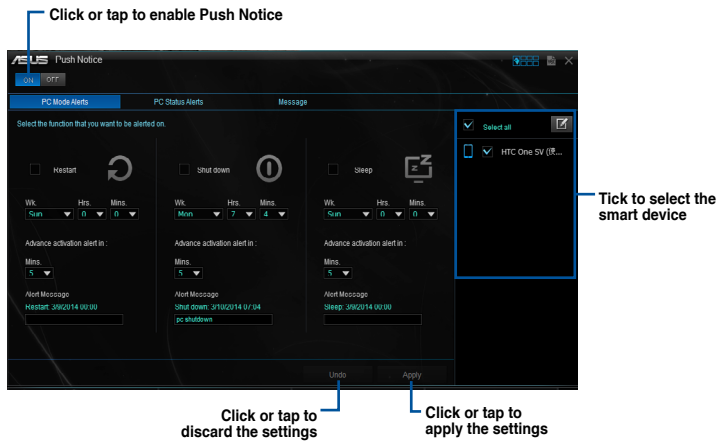 Click or tap to enable Push Notice
ASUS Push Notice
ON OFF
PC Mode Alerts PC Status Alerts Message
Select the function that you want to be alerted on.
Select all
HTC One SV (便...
Restart
Shut down
Sleep
Wk. Hrs. Mins.
Sun 0 0
Wk. Hrs. Mins.
Mon 7 4
Wk. Hrs. Mins.
Sun 0 0
Advance activation alert in :
Mins.
5
Advance activation alert in :
Mins.
5
Advance activation alert in :
Mins.
5
Alert Message
Restart: 3/9/2014 00:00
Alert Message
Shut down: 3/10/2014 07:04
pc shutdown
Alert Message
Sleep: 3/9/2014 00:00
Undo Apply
Tick to select the
smart device
Click or tap to
discard the settings
Click or tap to
apply the settings